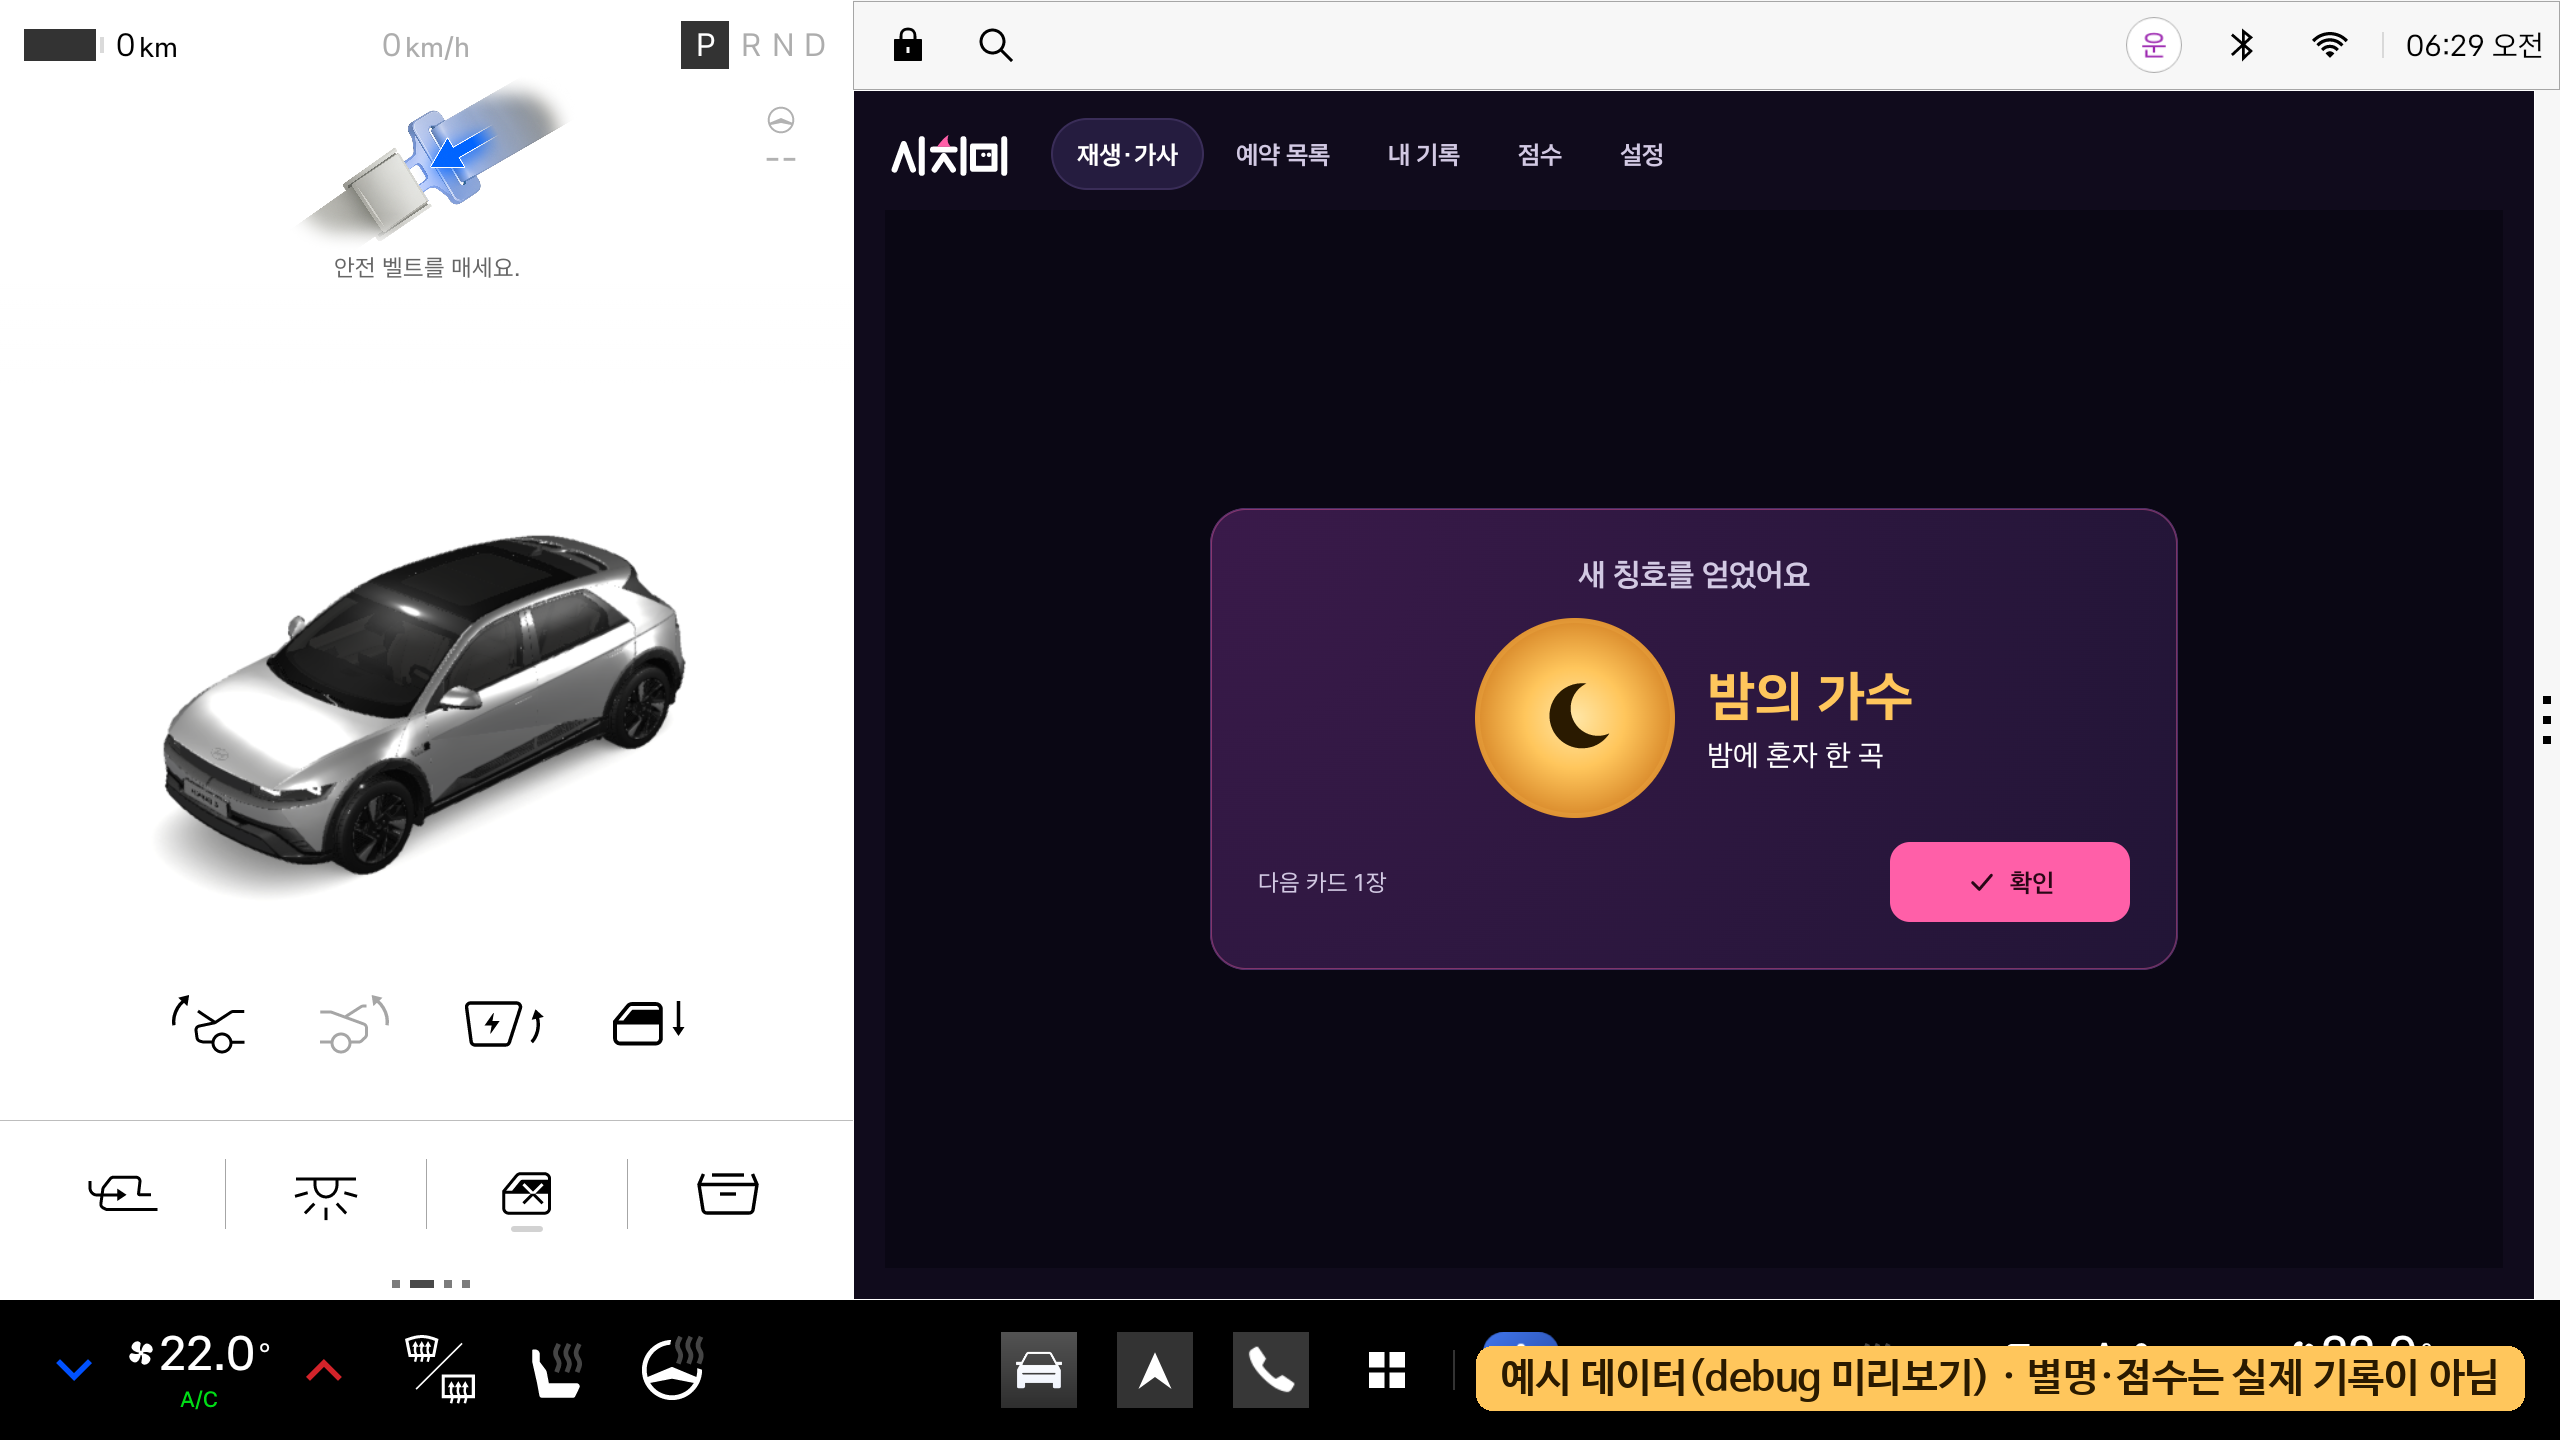 0 km
0 km/h
P R N D
안전 벨트를 매세요.
운
06:29 오전
시치미
재생·가사
예약 목록
내 기록
점수
설정
새 칭호를 얻었어요
밤의 가수
밤에 혼자 한 곡
다음 카드 1장
확인
22.0°
A/C
예시 데이터(debug 미리보기) · 별명·점수는 실제 기록이 아님